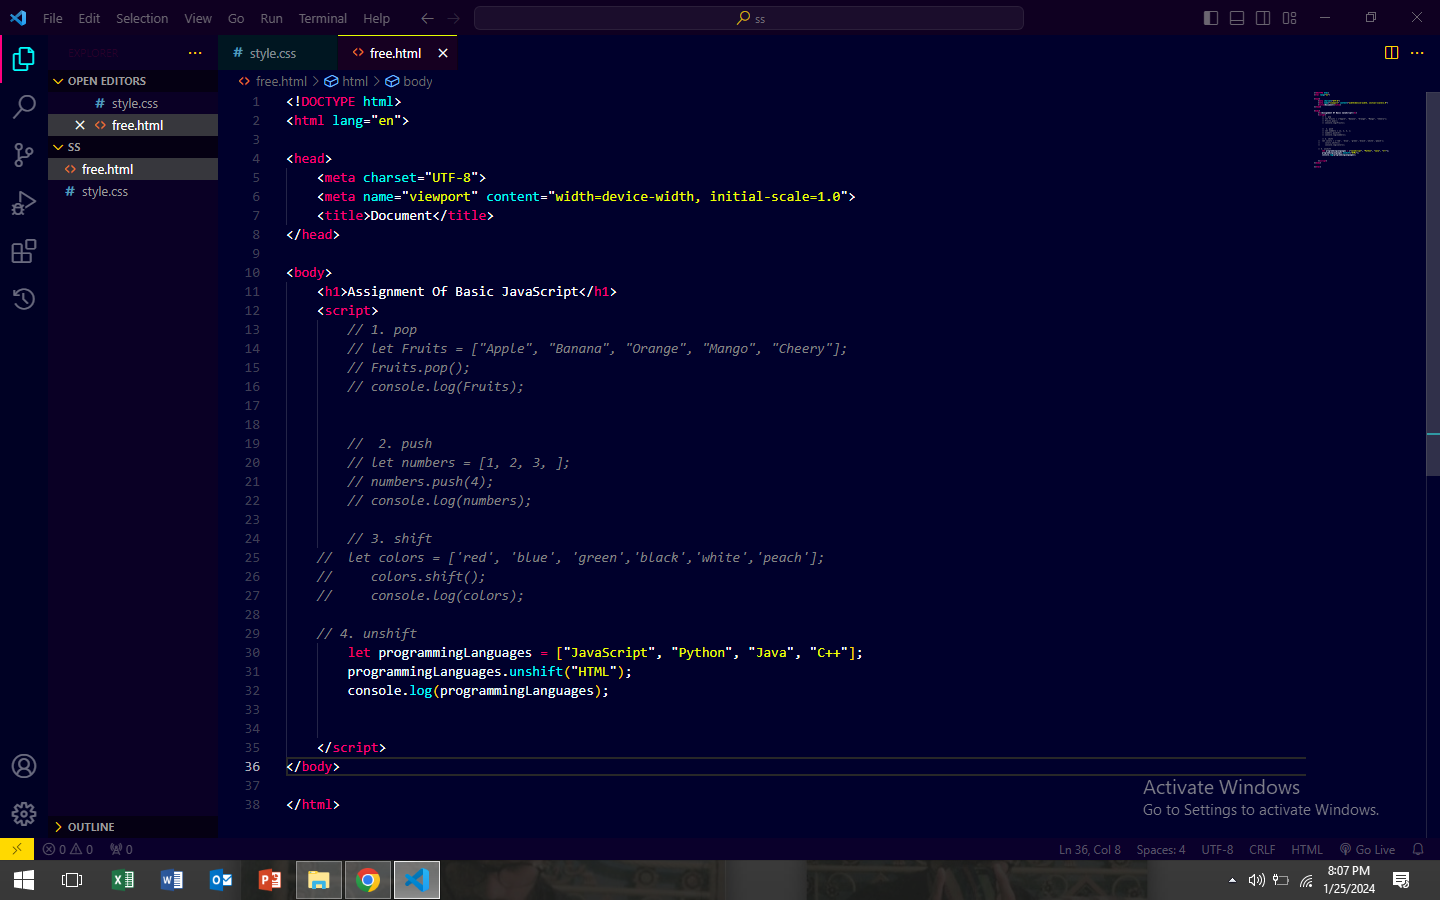 File Edit Selection View Go Run Terminal Help
ss
EXPLORER
# style.css
<> free.html
OPEN EDITORS
# style.css
<> free.html
SS
<> free.html
# style.css
<> free.html > html > body
1 <!DOCTYPE html>
2 <html lang="en">
3
4 <head>
5     <meta charset="UTF-8">
6     <meta name="viewport" content="width=device-width, initial-scale=1.0">
7     <title>Document</title>
8 </head>
9
10 <body>
11     <h1>Assignment Of Basic JavaScript</h1>
12     <script>
13         // 1. pop
14         // let Fruits = ["Apple", "Banana", "Orange", "Mango", "Cheery"];
15         // Fruits.pop();
16         // console.log(Fruits);
17
18
19         //  2. push
20         // let numbers = [1, 2, 3, ];
21         // numbers.push(4);
22         // console.log(numbers);
23
24         // 3. shift
25     //  let colors = ['red', 'blue', 'green','black','white','peach'];
26     //     colors.shift();
27     //     console.log(colors);
28
29     // 4. unshift
30         let programmingLanguages = ["JavaScript", "Python", "Java", "C++"];
31         programmingLanguages.unshift("HTML");
32         console.log(programmingLanguages);
33
34
35     </script>
36 </body>
37
38 </html>
Activate Windows
Go to Settings to activate Windows.
OUTLINE
0 0 0
Ln 36, Col 8 Spaces: 4 UTF-8 CRLF HTML Go Live
8:07 PM
1/25/2024